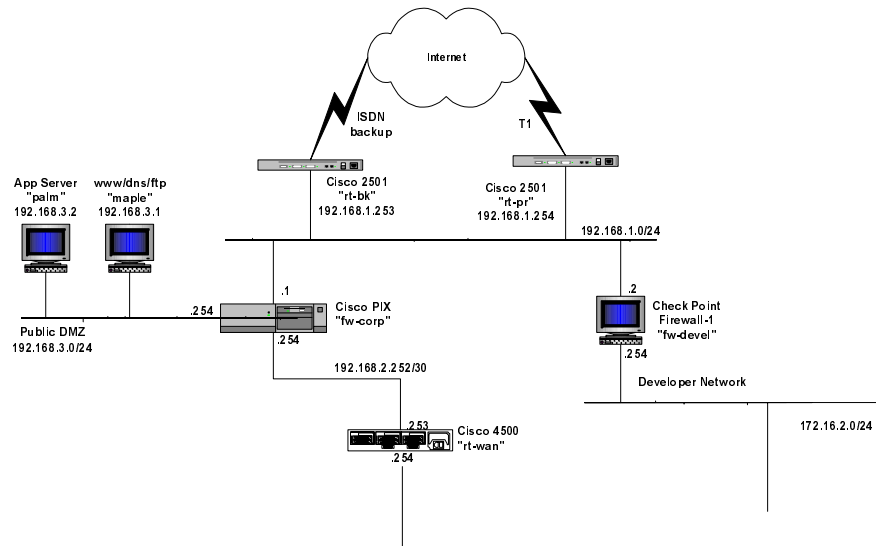 Internet
ISDN
backup
T1
Cisco 2501
"rt-bk"
192.168.1.253
Cisco 2501
"rt-pr"
192.168.1.254
192.168.1.0/24
App Server
"palm"
192.168.3.2
www/dns/ftp
"maple"
192.168.3.1
.1
.254
Cisco PIX
"fw-corp"
.254
Public DMZ
192.168.3.0/24
.2
Check Point
Firewall-1
"fw-devel"
.254
192.168.2.252/30
Developer Network
172.16.2.0/24
.253
Cisco 4500
"rt-wan"
.254